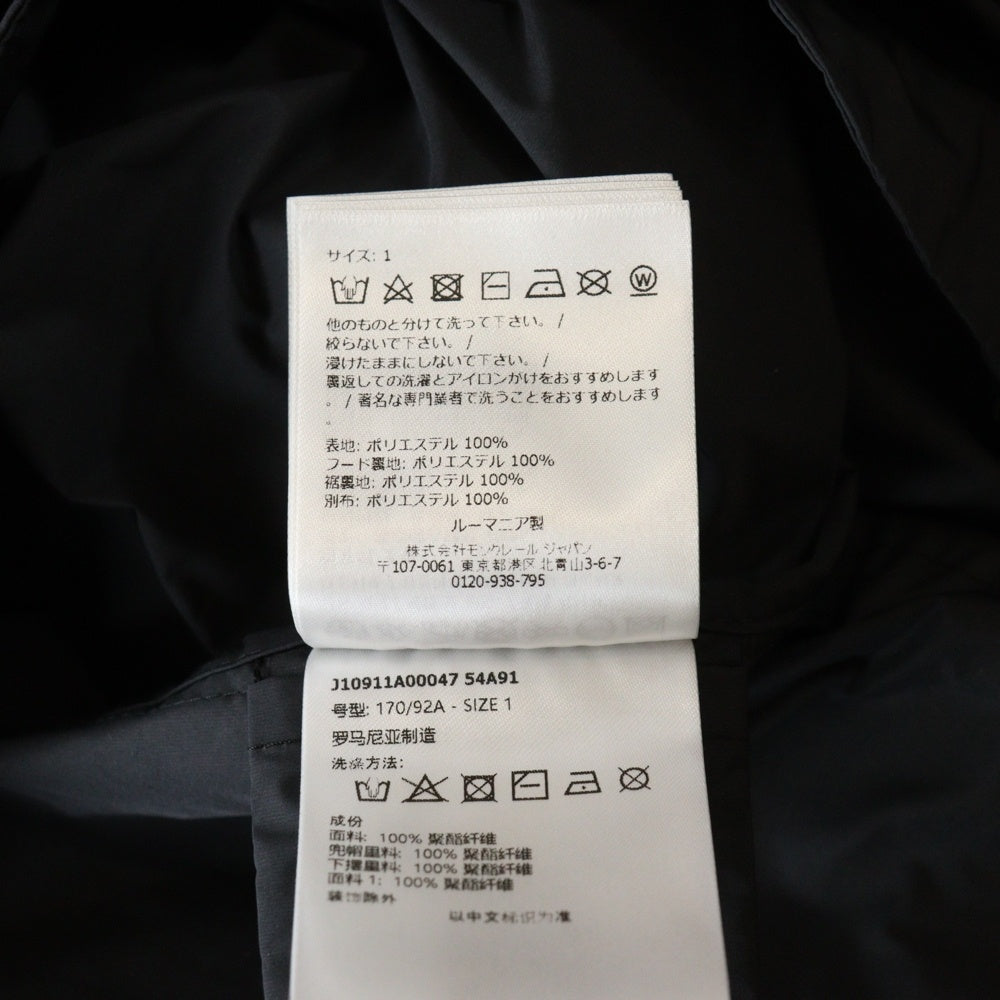 サイズ: 1
W
他のものと分けて洗って下さい。 /
絞らないで下さい。 /
浸けたままにしないで下さい。 /
裏返しての洗濯とアイロンがけをおすすめします
。 / 著名な専門業者で洗うことをおすすめします
。
表地: ポリエステル 100%
フード裏地: ポリエステル 100%
裾裏地: ポリエステル 100%
別布: ポリエステル 100%
ルーマニア製
株式会社モンクレール ジャパン
〒107-0061 東京都港区北青山3-6-7
0120-938-795
J10911A00047 54A91
号型: 170/92A - SIZE 1
罗马尼亚制造
洗涤方法:
成份
面料: 100% 聚酯纤维
兜帽里料: 100% 聚酯纤维
下摆里料: 100% 聚酯纤维
面料 1: 100% 聚酯纤维
装饰除外
以中文标识为准